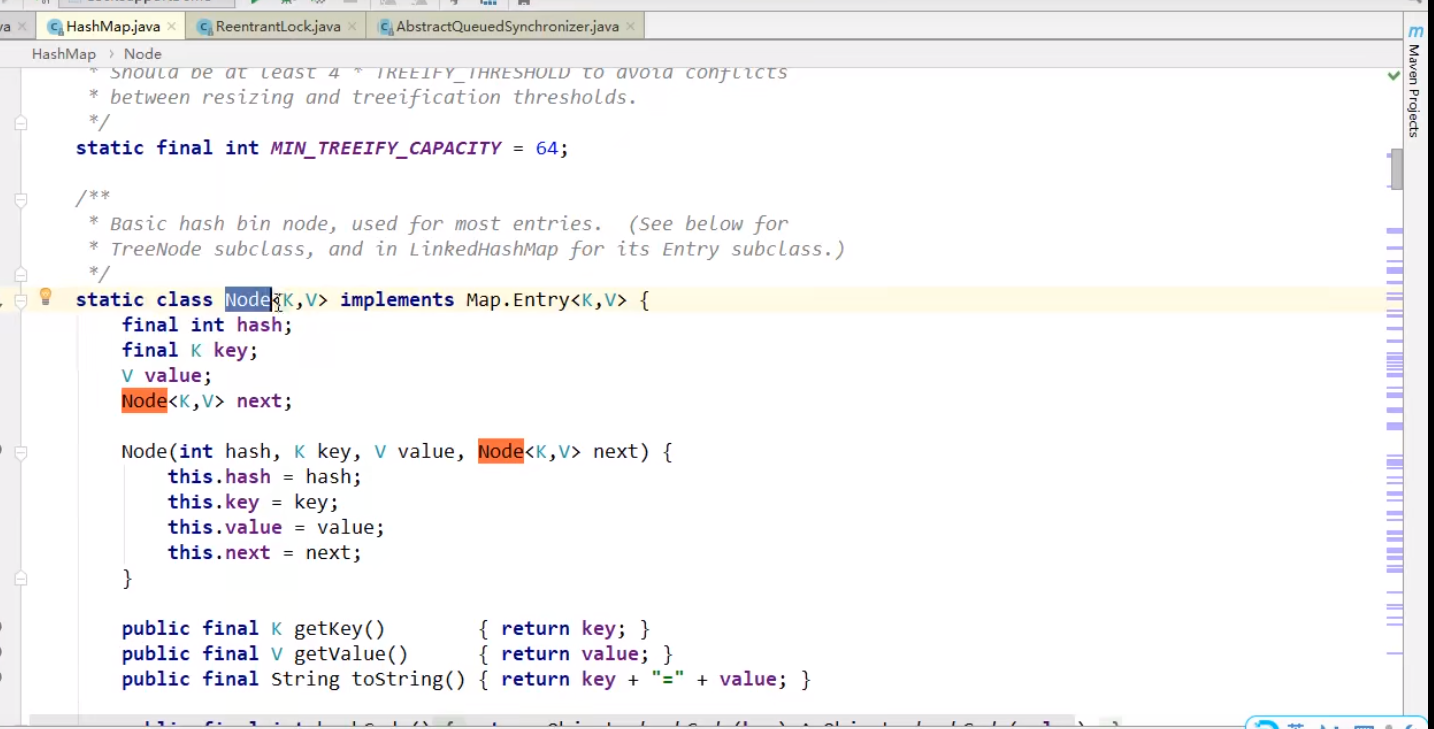 va
HashMap.java
ReentrantLock.java
AbstractQueuedSynchronizer.java
HashMap > Node
* Should be at least 4 * TREEIFY_THRESHOLD to avoid conflicts
* between resizing and treeification thresholds.
*/
static final int MIN_TREEIFY_CAPACITY = 64;
/**
* Basic hash bin node, used for most entries.  (See below for
* TreeNode subclass, and in LinkedHashMap for its Entry subclass.)
*/
static class Node<K,V> implements Map.Entry<K,V> {
final int hash;
final K key;
V value;
Node<K,V> next;
Node(int hash, K key, V value, Node<K,V> next) {
this.hash = hash;
this.key = key;
this.value = value;
this.next = next;
}
public final K getKey()        { return key; }
public final V getValue()      { return value; }
public final String toString() { return key + "=" + value; }
Maven Projects